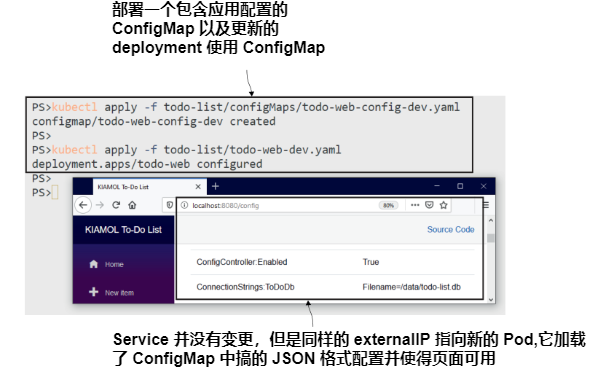 部署一个包含应用配置的
ConfigMap 以及更新的
deployment 使用 ConfigMap
PS>kubectl apply -f todo-list/configMaps/todo-web-config-dev.yaml
configmap/todo-web-config-dev created
PS>
PS>kubectl apply -f todo-list/todo-web-dev.yaml
deployment.apps/todo-web configured
PS>
PS>
KIAMOL To-Do List
localhost:8080/config
80%
KIAMOL To-Do List
Source Code
Home
ConfigController:Enabled True
New item
ConnectionStrings:ToDoDb Filename=/data/todo-list.db
Service 并没有变更，但是同样的 externalIP 指向新的 Pod,它加载
了 ConfigMap 中搞的 JSON 格式配置并使得页面可用